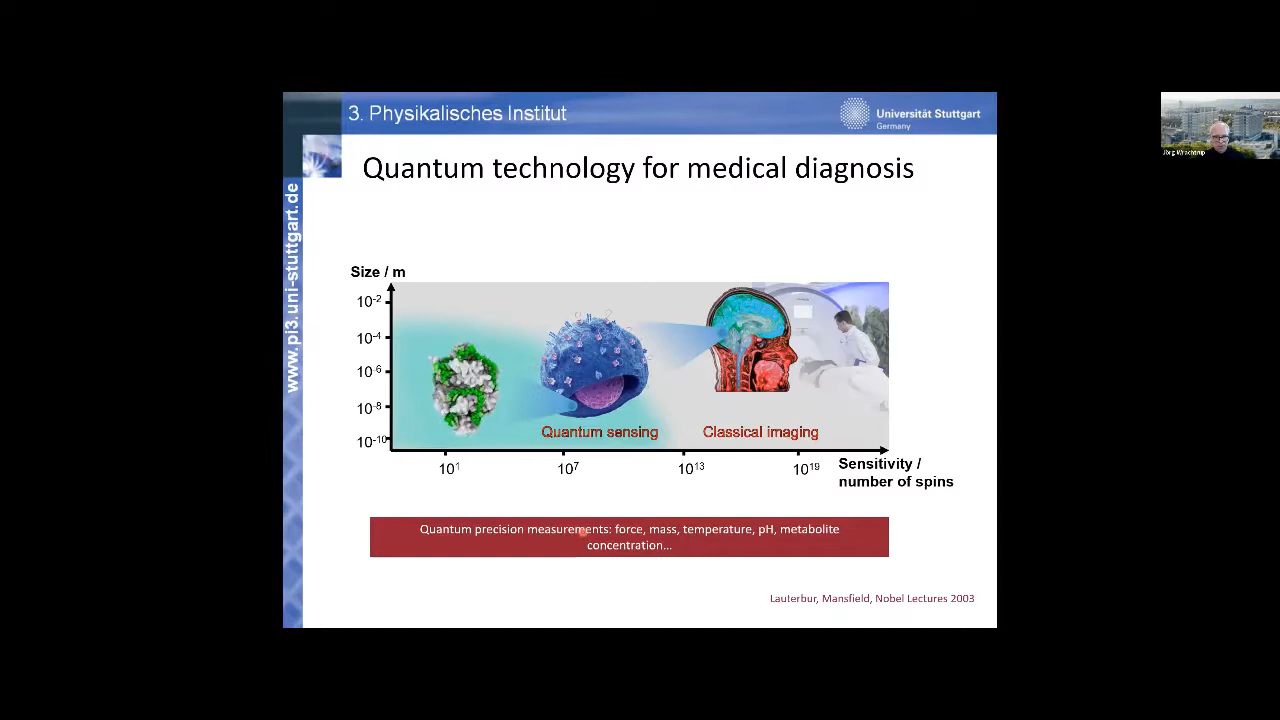 3. Physikalisches Institut
Universität Stuttgart
Germany
www.pi3.uni-stuttgart.de
Quantum technology for medical diagnosis
Jörg Wrachtrup
Size / m
10⁻²
10⁻⁴
10⁻⁶
10⁻⁸
10⁻¹⁰
Quantum sensing
Classical imaging
10¹
10⁷
10¹³
10¹⁹
Sensitivity /
number of spins
Quantum precision measurements: force, mass, temperature, pH, metabolite
concentration...
Lauterbur, Mansfield, Nobel Lectures 2003